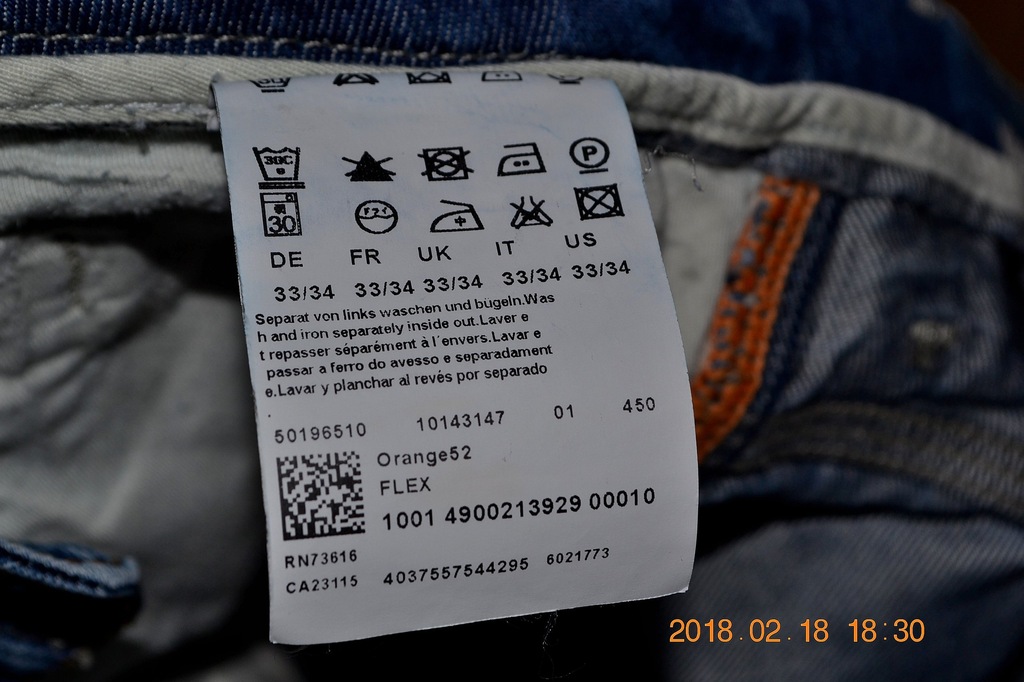 30C
30
P
DE FR UK IT US
33/34 33/34 33/34 33/34 33/34
Separat von links waschen und bügeln.Was
h and iron separately inside out.Laver e
t repasser séparément à l´envers.Lavar e
passar a ferro do avesso e separadament
e.Lavar y planchar al revés por separado
.
50196510 10143147 01 450
Orange52
FLEX
1001 4900213929 00010
RN73616
CA23115 4037557544295 6021773
2018.02.18 18:30